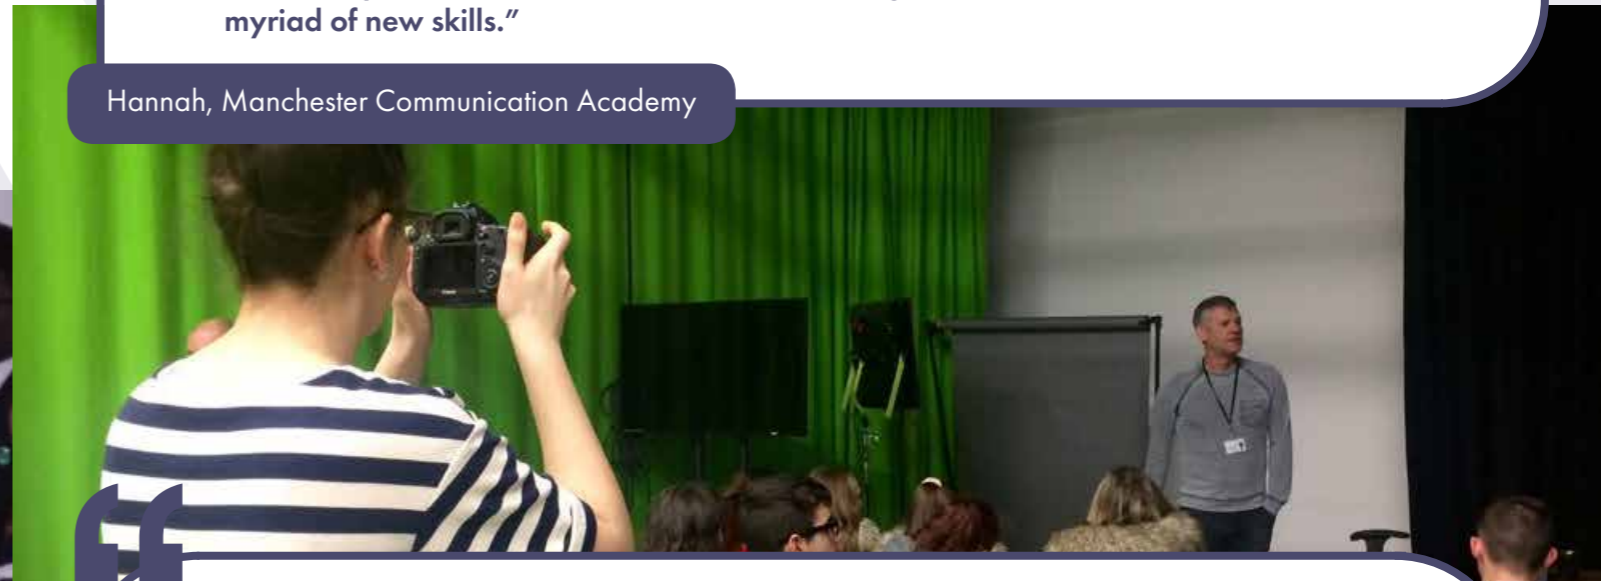 myriad of new skills.”
Hannah, Manchester Communication Academy